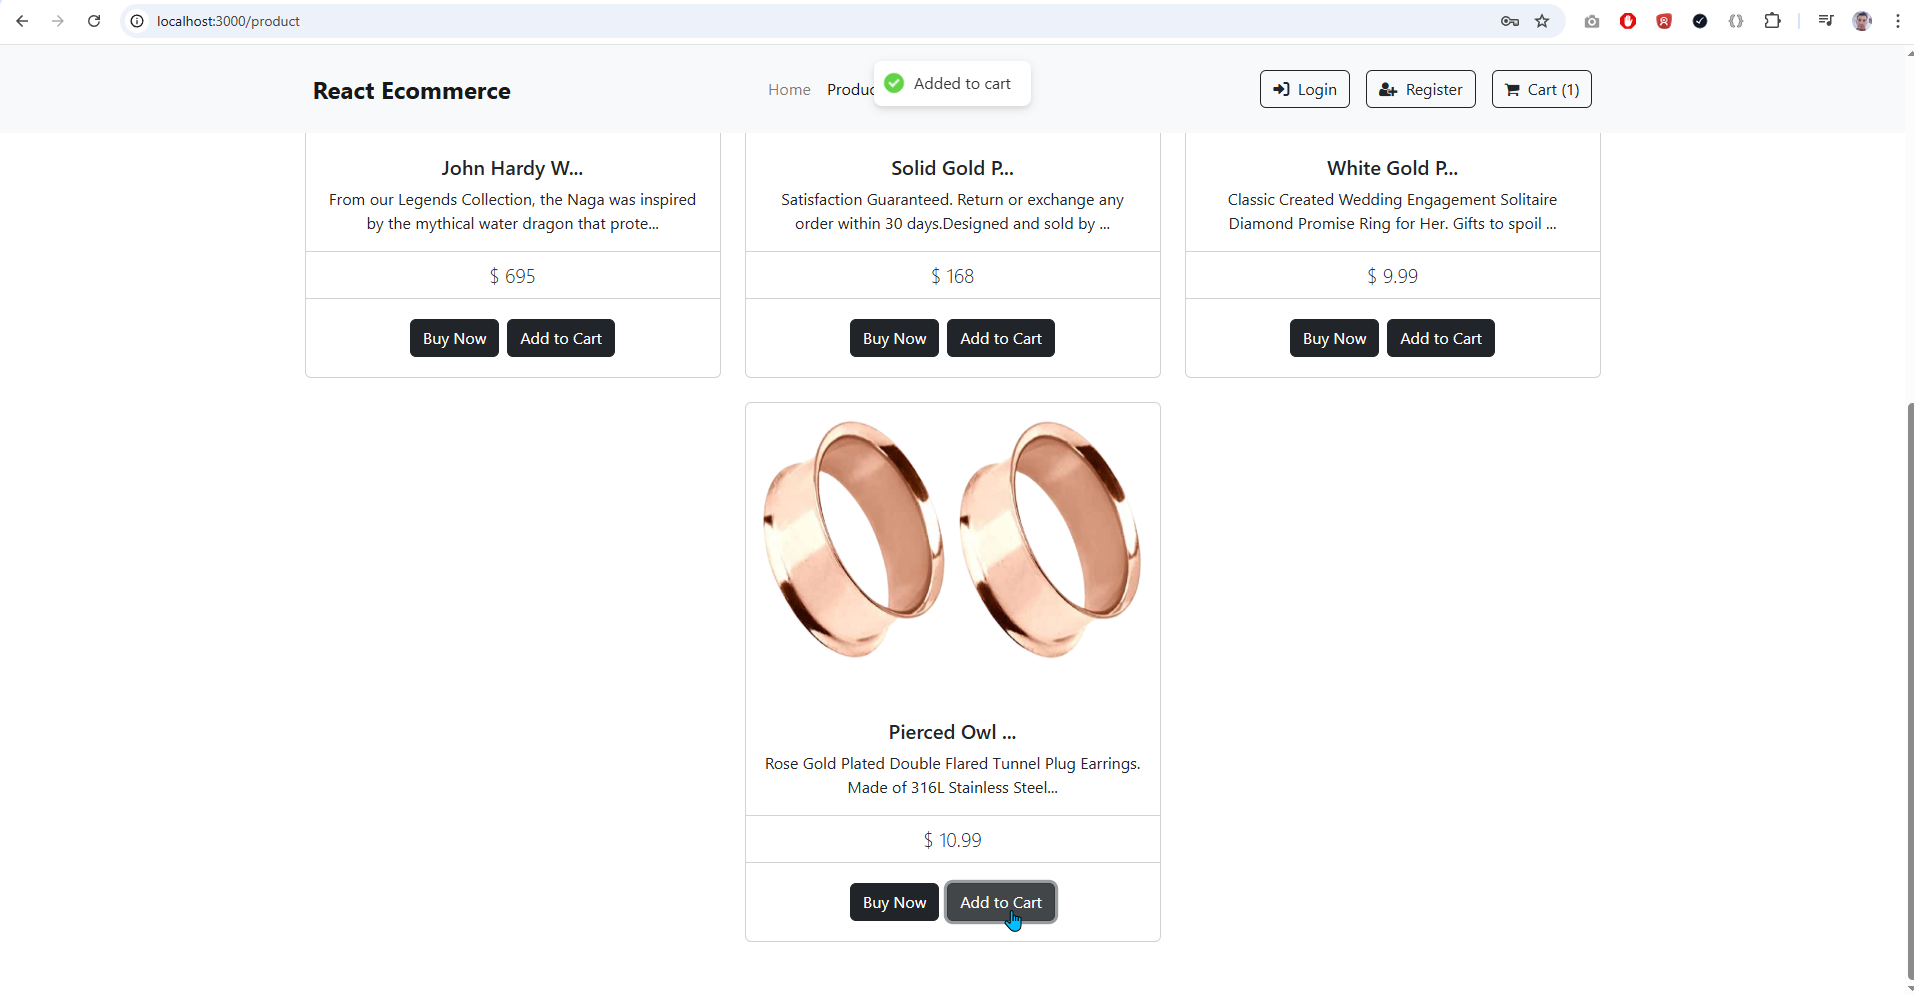 localhost:3000/product
React Ecommerce
Home
Produc
Added to cart
Login
Register
Cart (1)
John Hardy W...
From our Legends Collection, the Naga was inspired
by the mythical water dragon that prote...
$ 695
Buy Now
Add to Cart
Solid Gold P...
Satisfaction Guaranteed. Return or exchange any
order within 30 days.Designed and sold by ...
$ 168
Buy Now
Add to Cart
White Gold P...
Classic Created Wedding Engagement Solitaire
Diamond Promise Ring for Her. Gifts to spoil ...
$ 9.99
Buy Now
Add to Cart
Pierced Owl ...
Rose Gold Plated Double Flared Tunnel Plug Earrings.
Made of 316L Stainless Steel...
$ 10.99
Buy Now
Add to Cart